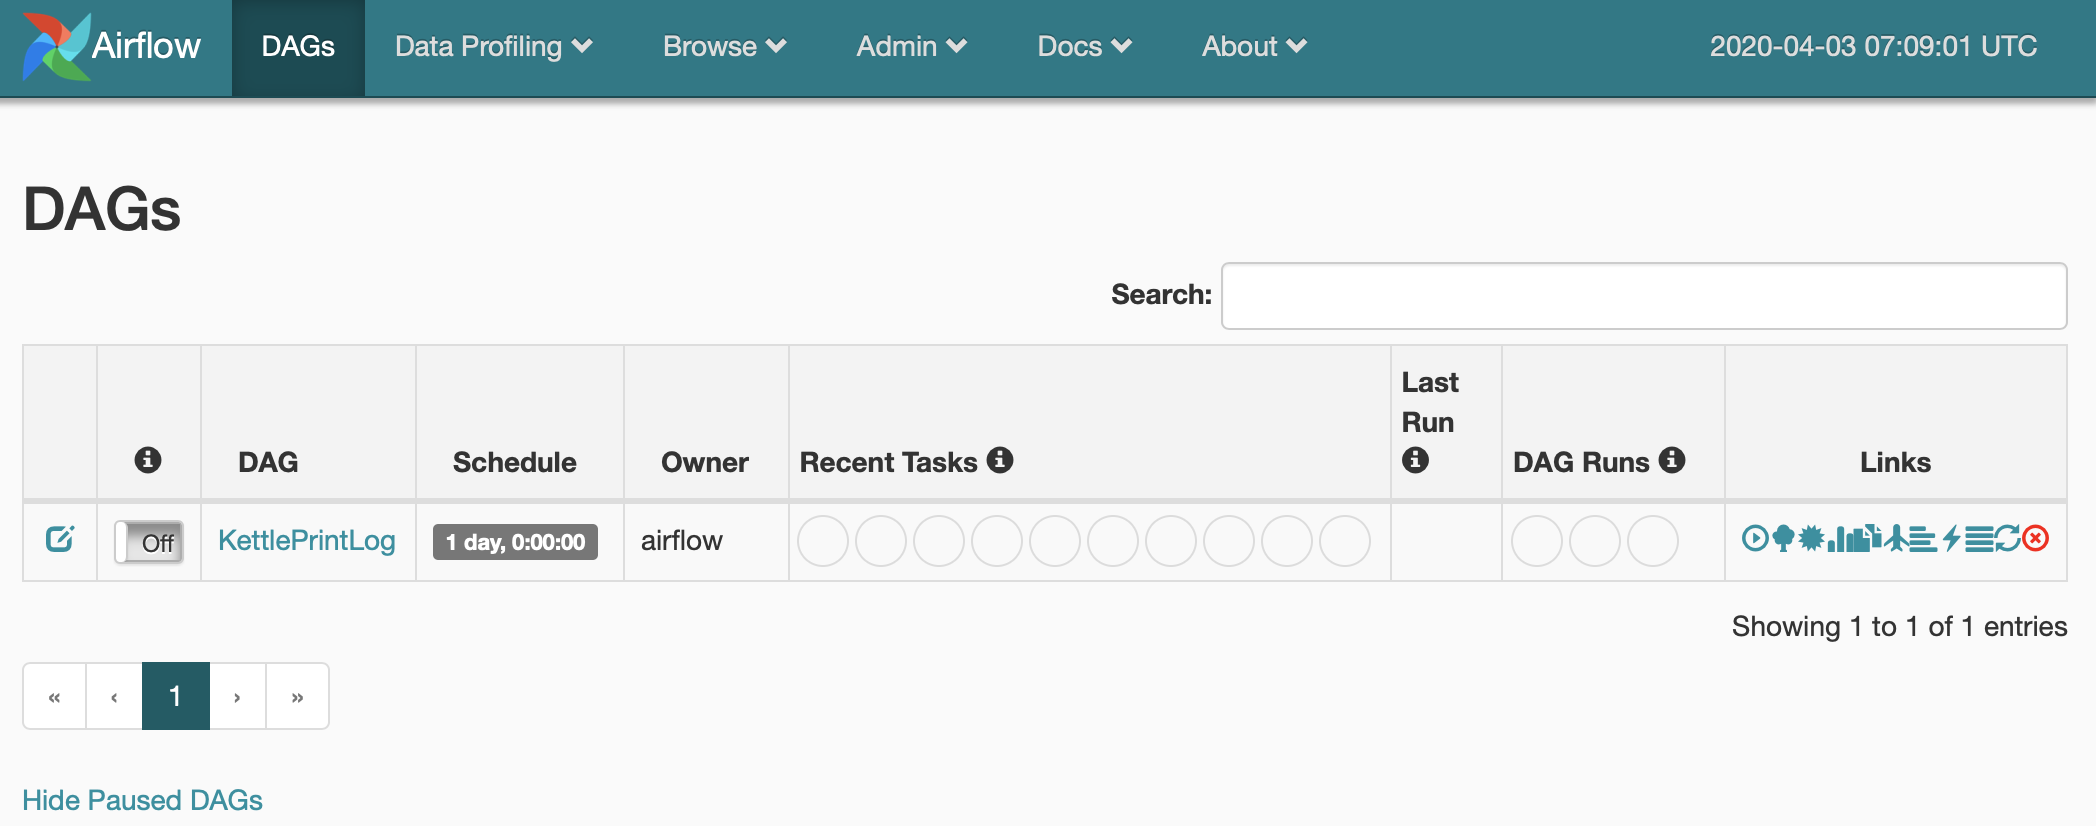 Airflow DAGs Data Profiling Browse Admin Docs About 2020-04-03 07:09:01 UTC
DAGs
Search:
DAG Schedule Owner Recent Tasks Last Run DAG Runs Links
Off KettlePrintLog 1 day, 0:00:00 airflow
Showing 1 to 1 of 1 entries
« ‹ 1 › »
Hide Paused DAGs